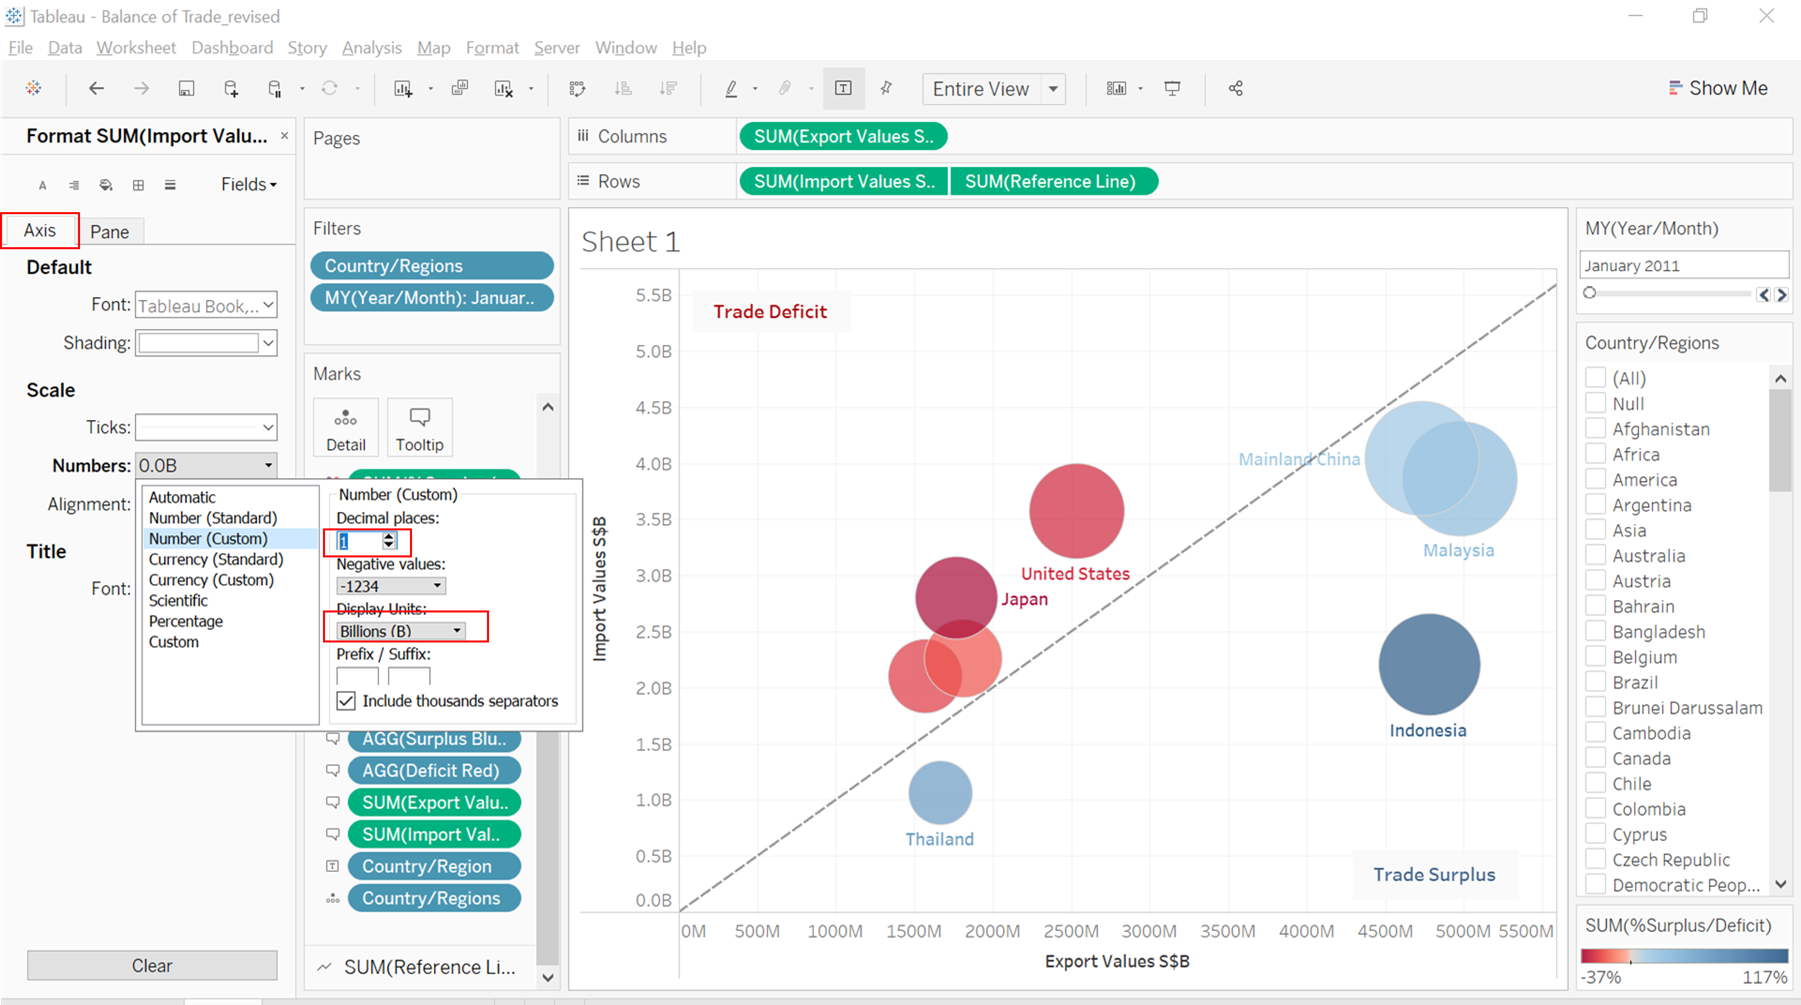 Tableau - Balance of Trade_revised
File Data Worksheet Dashboard Story Analysis Map Format Server Window Help
Entire View
Show Me
Format SUM(Import Valu... ×
Fields
Axis
Pane
Default
Font: Tableau Book,...
Shading:
Scale
Ticks:
Numbers: 0.0B
Alignment:
Title
Font:
Clear
Automatic
Number (Standard)
Number (Custom)
Currency (Standard)
Currency (Custom)
Scientific
Percentage
Custom
Number (Custom)
Decimal places:
1
Negative values:
-1234
Display Units:
Billions (B)
Prefix / Suffix:
Include thousands separators
Pages
Filters
Country/Regions
MY(Year/Month): Januar..
Marks
Detail
Tooltip
AGG(Surplus Blu..
AGG(Deficit Red)
SUM(Export Valu..
SUM(Import Val..
Country/Region
Country/Regions
SUM(Reference Li...
Columns
SUM(Export Values S..
Rows
SUM(Import Values S..
SUM(Reference Line)
Sheet 1
5.5B
5.0B
4.5B
4.0B
3.5B
3.0B
2.5B
2.0B
1.5B
1.0B
0.5B
0.0B
Import Values S$B
Trade Deficit
Mainland China
Malaysia
United States
Japan
Indonesia
Thailand
Trade Surplus
0M 500M 1000M 1500M 2000M 2500M 3000M 3500M 4000M 4500M 5000M 5500M
Export Values S$B
MY(Year/Month)
January 2011
Country/Regions
(All)
Null
Afghanistan
Africa
America
Argentina
Asia
Australia
Austria
Bahrain
Bangladesh
Belgium
Brazil
Brunei Darussalam
Cambodia
Canada
Chile
Colombia
Cyprus
Czech Republic
Democratic Peop...
SUM(%Surplus/Deficit)
-37% 117%